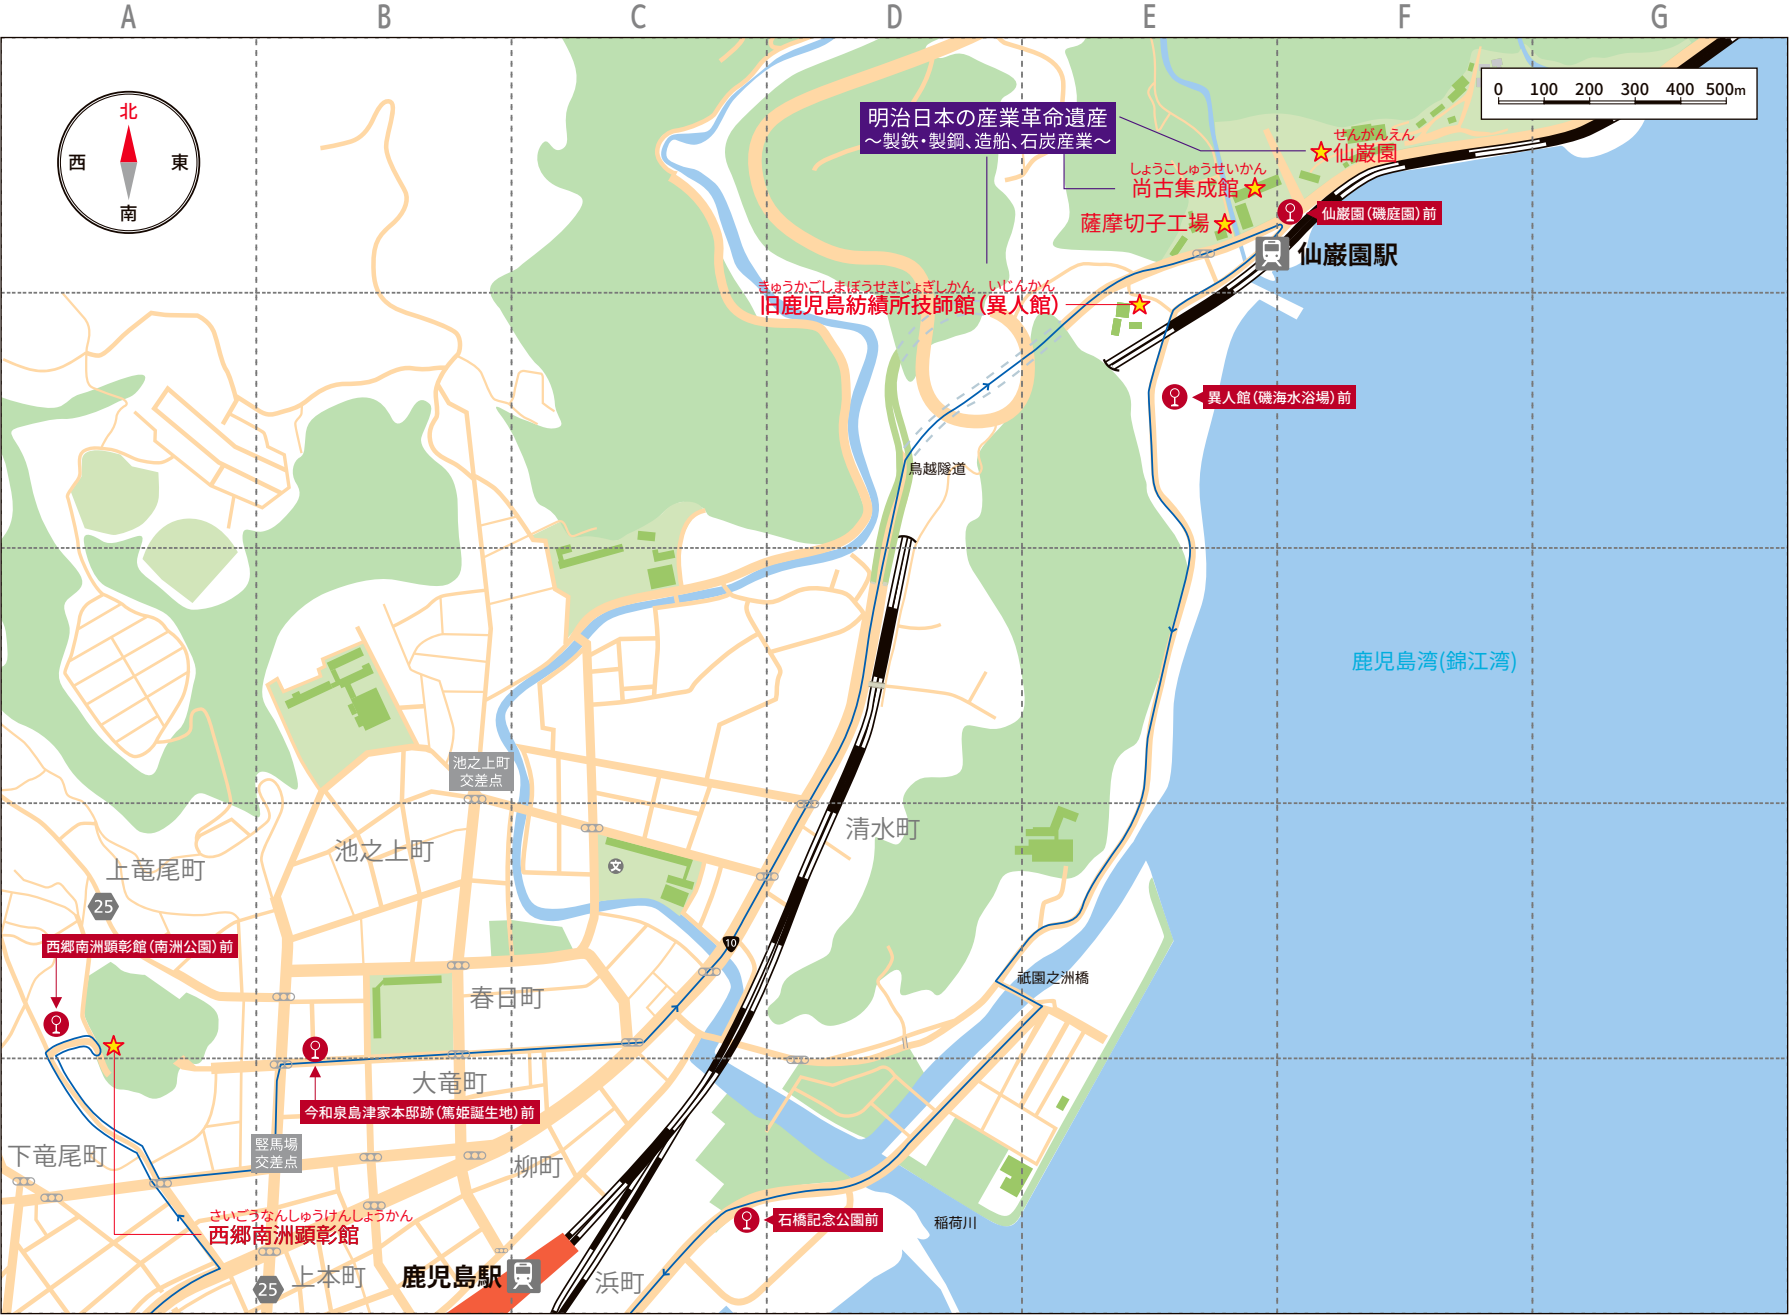 A B C D E F G
北
西 東
南
0 100 200 300 400 500m
明治日本の産業革命遺産
～製鉄・製鋼、造船、石炭産業～
せんがんえん
仙巌園
しょうこしゅうせいかん
尚古集成館
薩摩切子工場
仙巌園(磯庭園)前
仙巌園駅
きゅうかごしまぼうせきじょぎしかん いじんかん
旧鹿児島紡績所技師館(異人館)
異人館(磯海水浴場)前
鳥越隧道
鹿児島湾(錦江湾)
池之上町
交差点
清水町
池之上町
上竜尾町
文
25
西郷南洲顕彰館(南洲公園)前
10
祇園之洲橋
春日町
大竜町
今和泉島津家本邸跡(篤姫誕生地)前
下竜尾町
竪馬場
交差点
柳町
さいごうなんしゅうけんしょうかん
西郷南洲顕彰館
石橋記念公園前
稲荷川
上本町
25
鹿児島駅
浜町